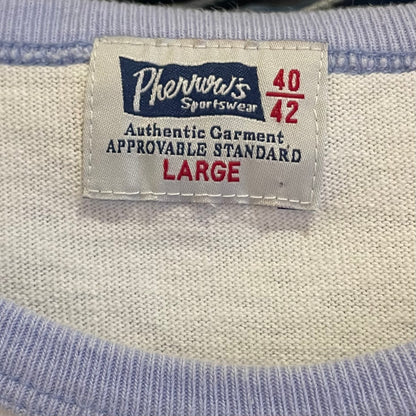 Pherrow's
Sportswear
40
42
Authentic Garment
APPROVABLE STANDARD
LARGE